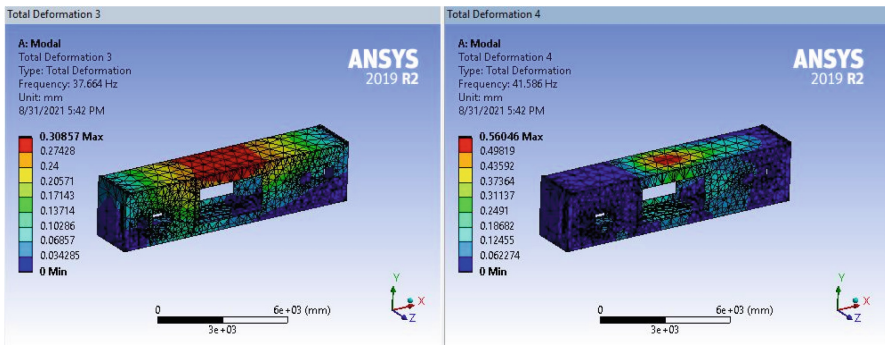 Total Deformation 3
A: Modal
Total Deformation 3
Type: Total Deformation
Frequency: 37.664 Hz
Unit: mm
8/31/2021 5:42 PM
ANSYS
2019 R2
0.30857 Max
0.27428
0.24
0.20571
0.17143
0.13714
0.10286
0.06857
0.034285
0 Min
Y
X
Z
0
6e+03 (mm)
3e+03
Total Deformation 4
A: Modal
Total Deformation 4
Type: Total Deformation
Frequency: 41.586 Hz
Unit: mm
8/31/2021 5:42 PM
ANSYS
2019 R2
0.56046 Max
0.49819
0.43592
0.37364
0.31137
0.2491
0.18682
0.12455
0.062274
0 Min
Y
X
Z
0
6e+03 (mm)
3e+03